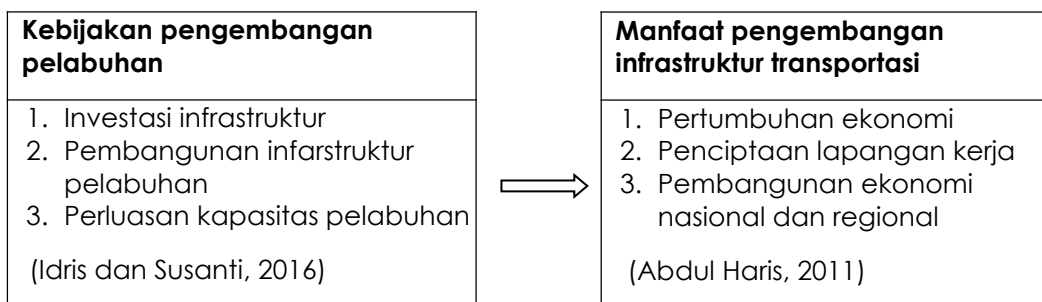 Kebijakan pengembangan
pelabuhan
1. Investasi infrastruktur
2. Pembangunan infarstruktur
pelabuhan
3. Perluasan kapasitas pelabuhan
(Idris dan Susanti, 2016)
Manfaat pengembangan
infrastruktur transportasi
1. Pertumbuhan ekonomi
2. Penciptaan lapangan kerja
3. Pembangunan ekonomi
nasional dan regional
(Abdul Haris, 2011)